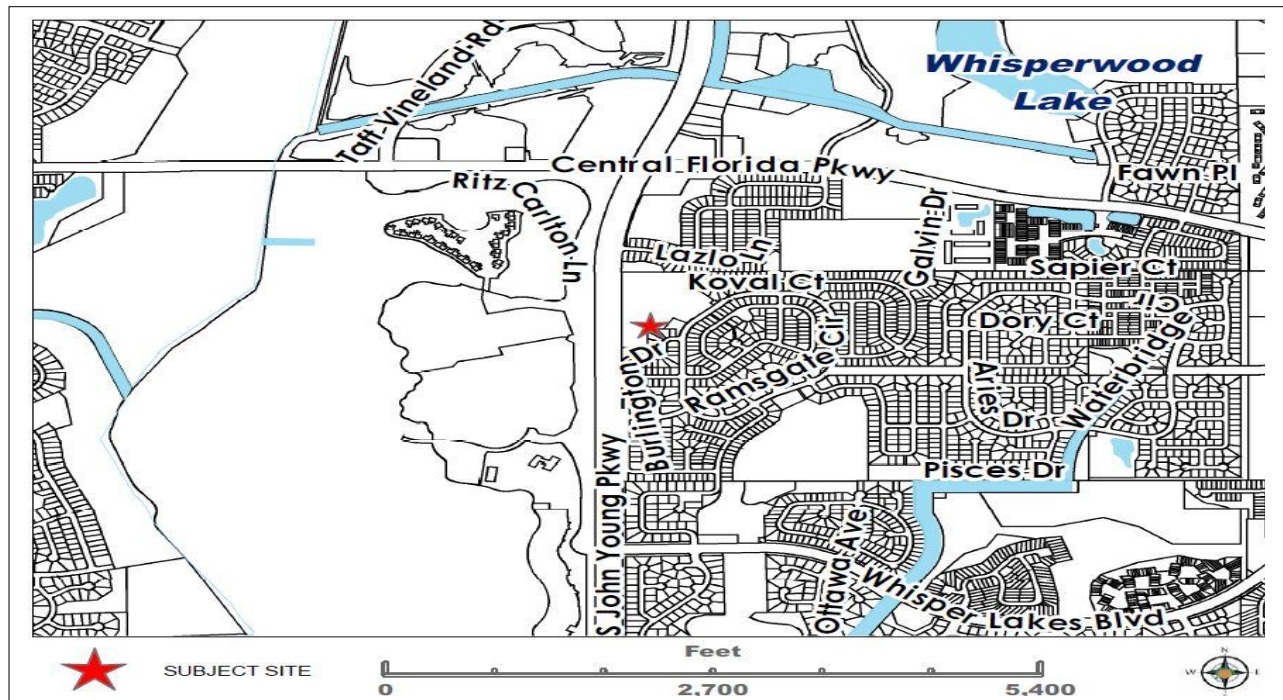 Taft-Vineland-Rd
Whisperwood
Lake
Central Florida Pkwy
Fawn Pl
Ritz Carlton-Ln
Galvin-Dr
Lazlo Ln
Koval Ct
Sapier Ct
Cir
Dory Ct
Waterbridge
Burlington Dr
Ramsgate Cir
Aries Dr
S John Young Pkwy
Pisces Dr
Ottawa Ave
Whisper Lakes Blvd
SUBJECT SITE
Feet
0 2,700 5,400
N
W E
S